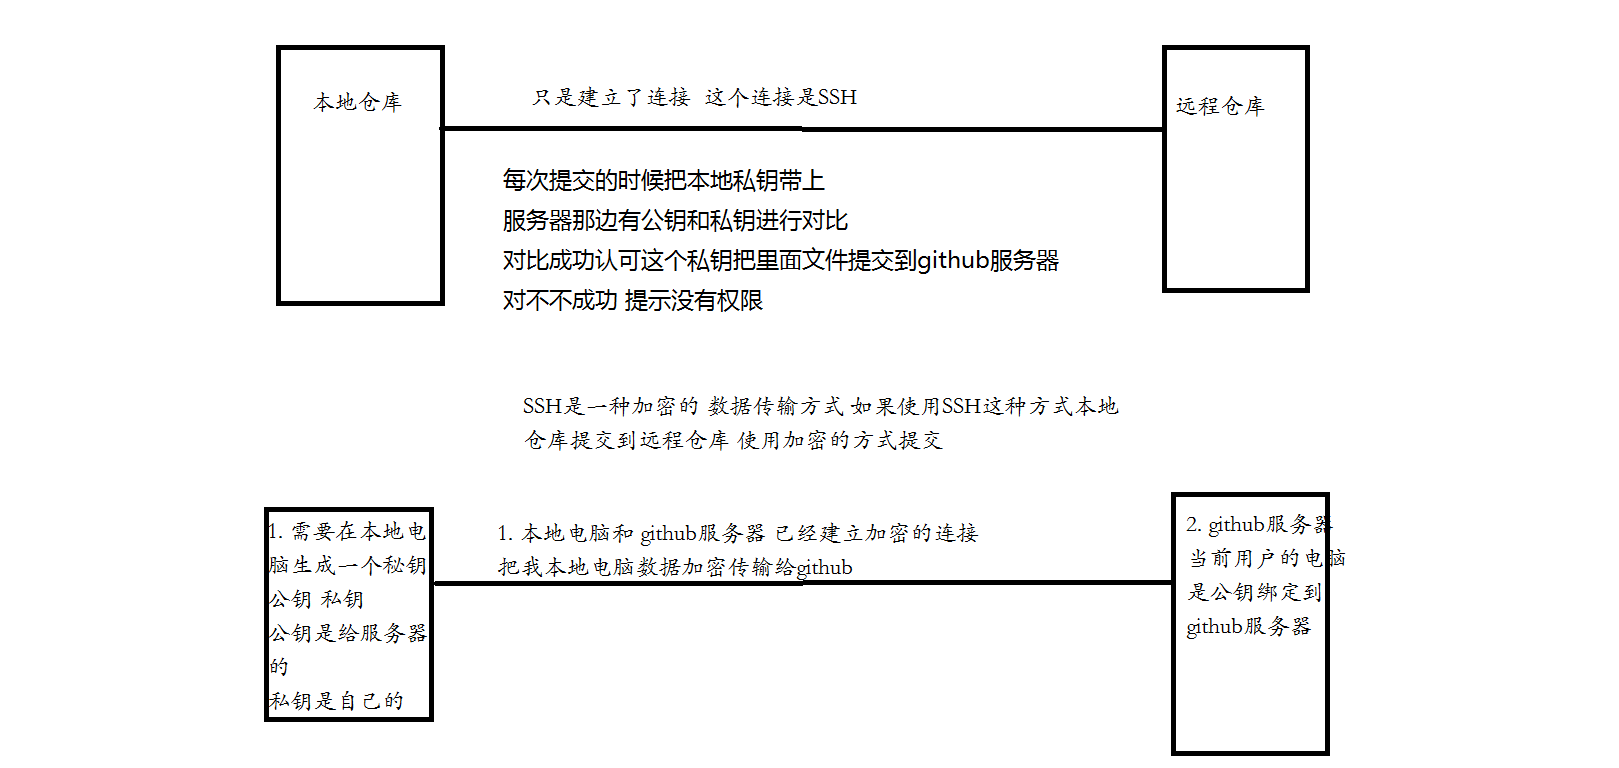 本地仓库
只是建立了连接 这个连接是SSH
远程仓库
每次提交的时候把本地私钥带上
服务器那边有公钥和私钥进行对比
对比成功认可这个私钥把里面文件提交到github服务器
对不不成功 提示没有权限
SSH是一种加密的 数据传输方式 如果使用SSH这种方式本地
仓库提交到远程仓库 使用加密的方式提交
1. 需要在本地电
脑生成一个秘钥
公钥 私钥
公钥是给服务器
的
私钥是自己的
1. 本地电脑和 github服务器 已经建立加密的连接
把我本地电脑数据加密传输给github
2. github服务器
当前用户的电脑
是公钥绑定到
github服务器